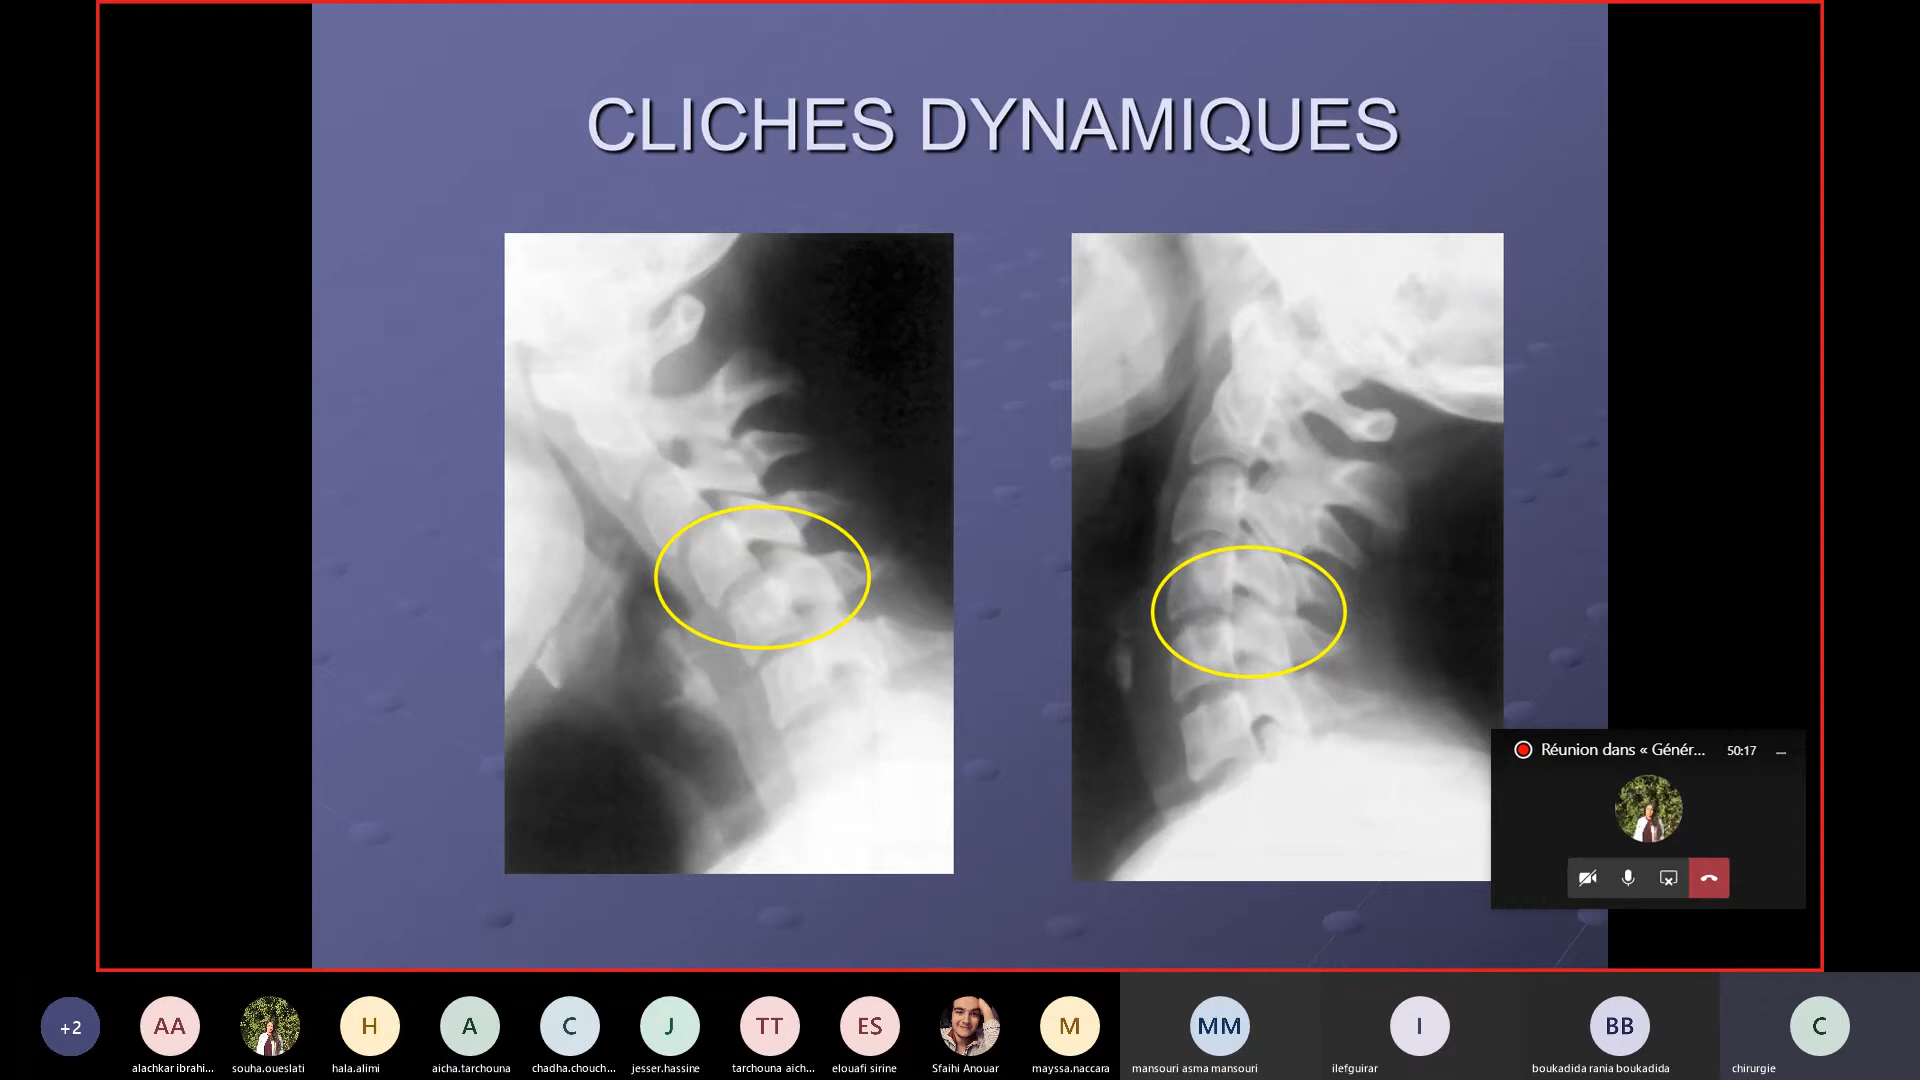 CLICHES DYNAMIQUES
Réunion dans « Génér...
50:17
+2
AA
H
A
C
J
TT
ES
M
MM
I
BB
C
alachkar ibrahi...
souha.oueslati
hala.alimi
aicha.tarchouna
chadha.chouch...
jesser.hassine
tarchouna aich...
elouafi sirine
Sfaihi Anouar
mayssa.naccara
mansouri asma mansouri
ilefguirar
boukadida rania boukadida
chirurgie